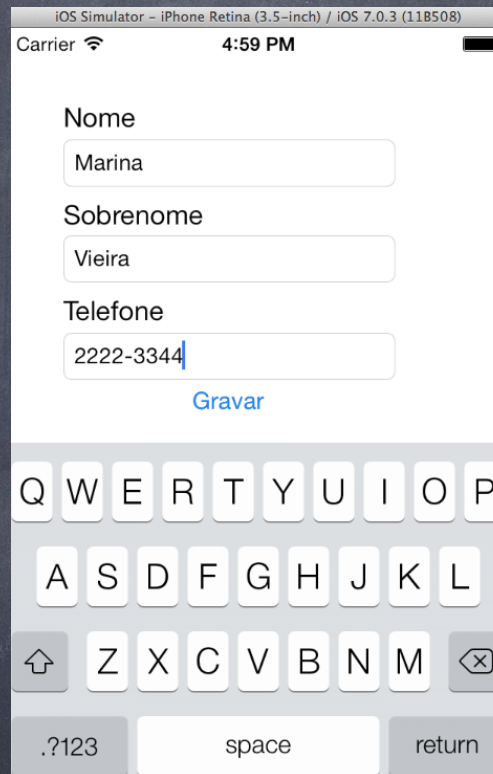 iOS Simulator – iPhone Retina (3.5-inch) / iOS 7.0.3 (11B508)
Carrier 4:59 PM
Nome
Marina
Sobrenome
Vieira
Telefone
2222-3344
Gravar
Q W E R T Y U I O P
A S D F G H J K L
Z X C V B N M
.?123 space return